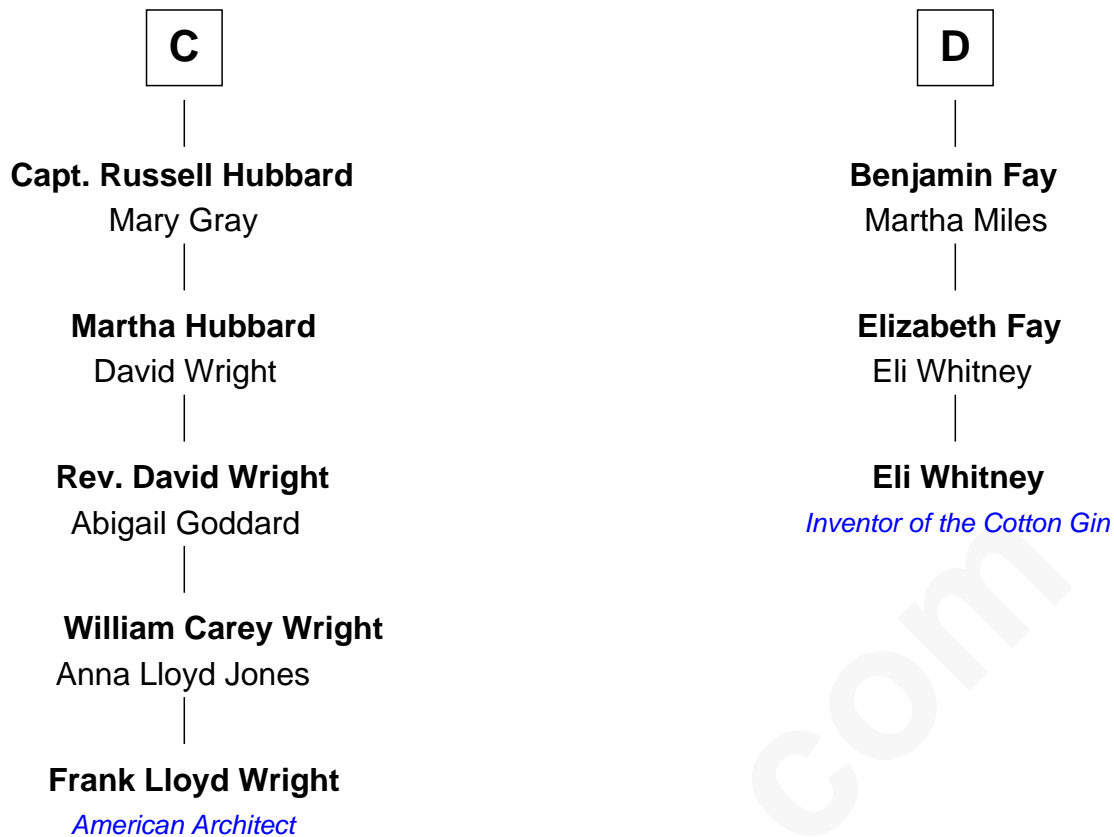 C
Capt. Russell Hubbard
Mary Gray
Martha Hubbard
David Wright
Rev. David Wright
Abigail Goddard
William Carey Wright
Anna Lloyd Jones
Frank Lloyd Wright
American Architect
D
Benjamin Fay
Martha Miles
Elizabeth Fay
Eli Whitney
Eli Whitney
Inventor of the Cotton Gin
com